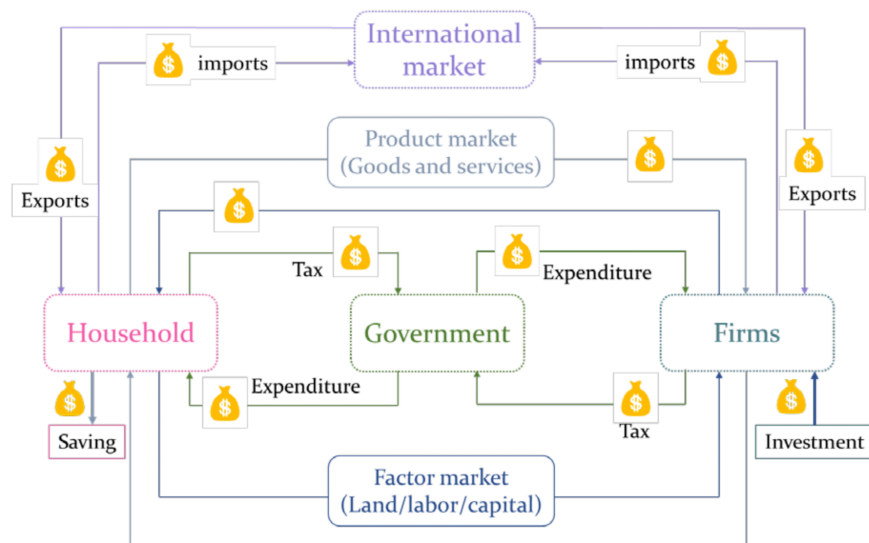 International
market
imports
imports
Product market
(Goods and services)
Exports
Exports
Tax
Expenditure
Household
Government
Firms
Expenditure
Tax
Saving
Investment
Factor market
(Land/labor/capital)